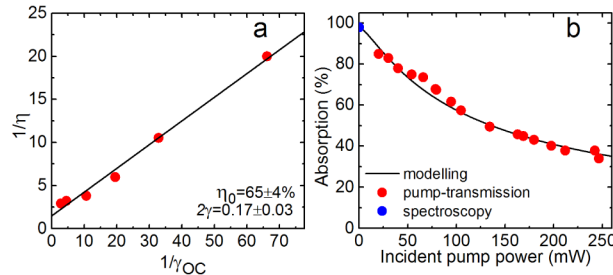 a
1/η
25
20
15
10
5
0
0 10 20 30 40 50 60 70
1/γOC
η0=65±4%
2γ=0.17±0.03
b
Absorption (%)
100
80
60
40
20
0
0 50 100 150 200 250
Incident pump power (mW)
modelling
pump-transmission
spectroscopy